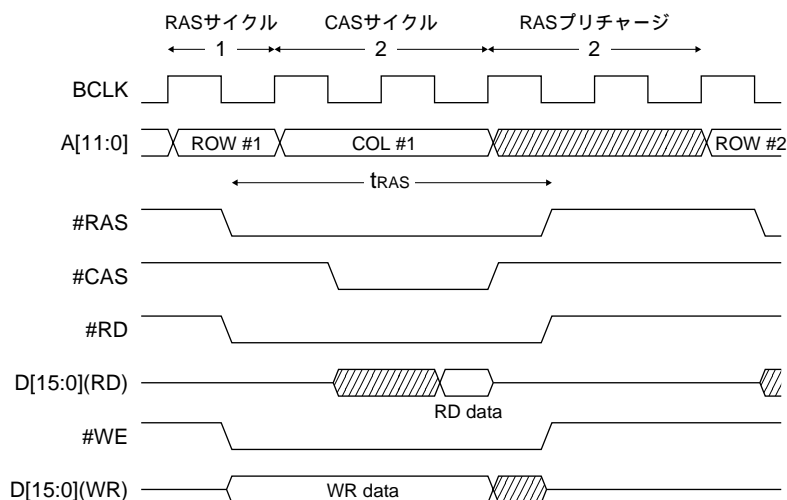 RASサイクル CASサイクル RASプリチャージ
1 2 2
BCLK
A[11:0] ROW #1 COL #1 ROW #2
tRAS
#RAS
#CAS
#RD
D[15:0](RD)
RD data
#WE
D[15:0](WR) WR data